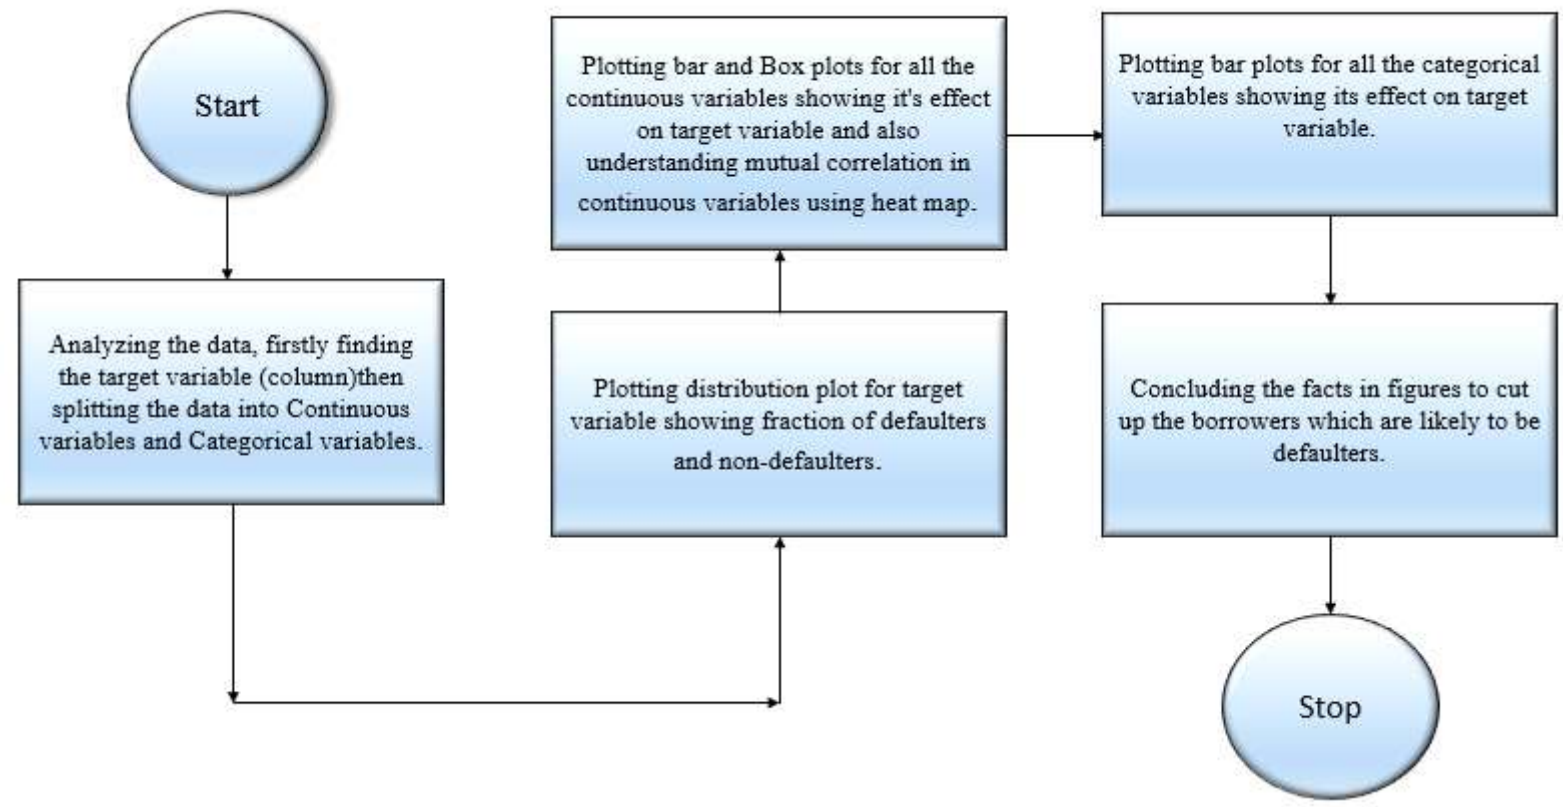 Start
Analyzing the data, firstly finding
the target variable (column)then
splitting the data into Continuous
variables and Categorical variables.
Plotting distribution plot for target
variable showing fraction of defaulters
and non-defaulters.
Plotting bar and Box plots for all the
continuous variables showing it's effect
on target variable and also
understanding mutual correlation in
continuous variables using heat map.
Plotting bar plots for all the categorical
variables showing its effect on target
variable.
Concluding the facts in figures to cut
up the borrowers which are likely to be
defaulters.
Stop